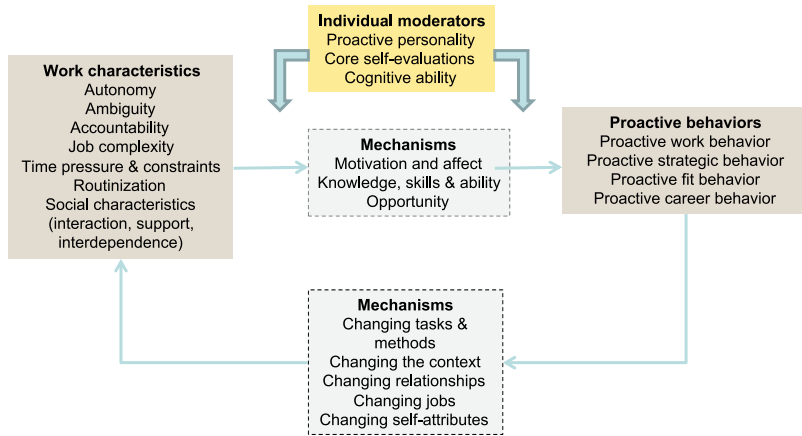 Individual moderators
Proactive personality
Core self-evaluations
Cognitive ability
Work characteristics
Autonomy
Ambiguity
Accountability
Job complexity
Time pressure & constraints
Routinization
Social characteristics
(interaction, support,
interdependence)
Mechanisms
Motivation and affect
Knowledge, skills & ability
Opportunity
Proactive behaviors
Proactive work behavior
Proactive strategic behavior
Proactive fit behavior
Proactive career behavior
Mechanisms
Changing tasks &
methods
Changing the context
Changing relationships
Changing jobs
Changing self-attributes